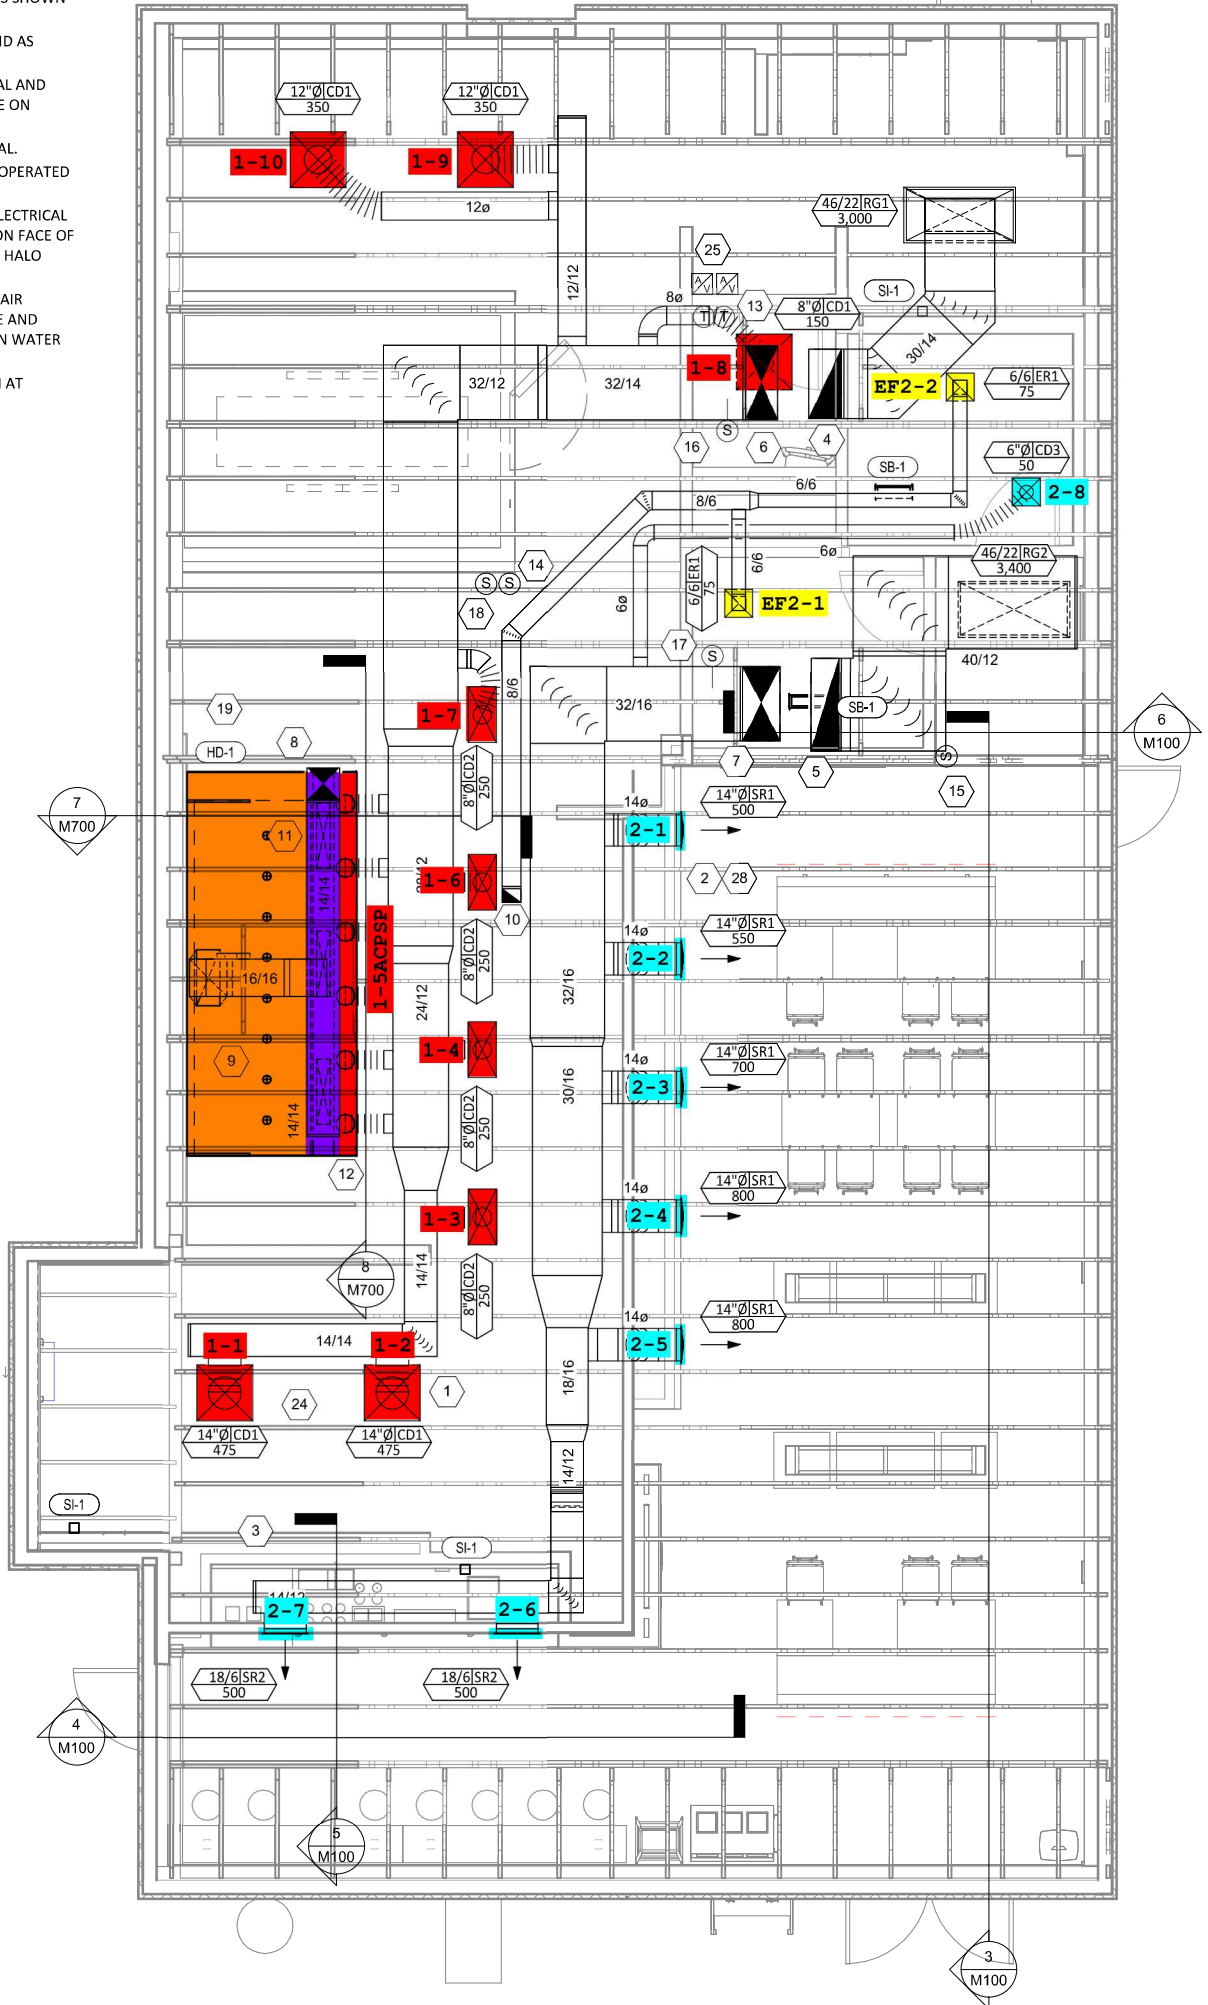 S SHOWN
ID AS
AL AND
E ON
AL.
OPERATED
LECTRICAL
ON FACE OF
HALO
AIR
E AND
N WATER
N AT
12"Ø CD1
350
12"Ø CD1
350
1-10
1-9
12ø
46/22 RG1
3,000
25
12/12
8ø
13
8"Ø CD1
150
SI-1
T T
30/14
1-8
32/12
32/14
EF2-2
6/6 ER1
75
S
16
6
4
6"Ø CD3
50
SB-1
2-8
6/6
8/6
14
6/6
6ø
46/22 RG2
3,400
S S
6/6 ER1
75
EF2-1
6ø
18
17
S
40/12
8/6
32/16
19
1-7
SB-1
6
M100
8
HD-1
7
5
S
15
8"Ø CD2
250
14ø
14"Ø SR1
500
7
M700
11
2-1
1-6
2
28
14/14
10
14ø
14"Ø SR1
550
8"Ø CD2
250
1-5ACPSP
2-2
16/16
24/12
32/16
9
1-4
14ø
14"Ø SR1
700
2-3
30/16
14/14
8"Ø CD2
250
12
14ø
14"Ø SR1
800
1-3
2-4
8
M700
14/14
8"Ø CD2
250
14ø
14"Ø SR1
800
1-1
14/14
1-2
2-5
24
1
18/16
14"Ø CD1
475
14"Ø CD1
475
14/12
SI-1
3
SI-1
14/12
2-7
2-6
18/6 SR2
500
18/6 SR2
500
4
M100
5
M100
3
M100